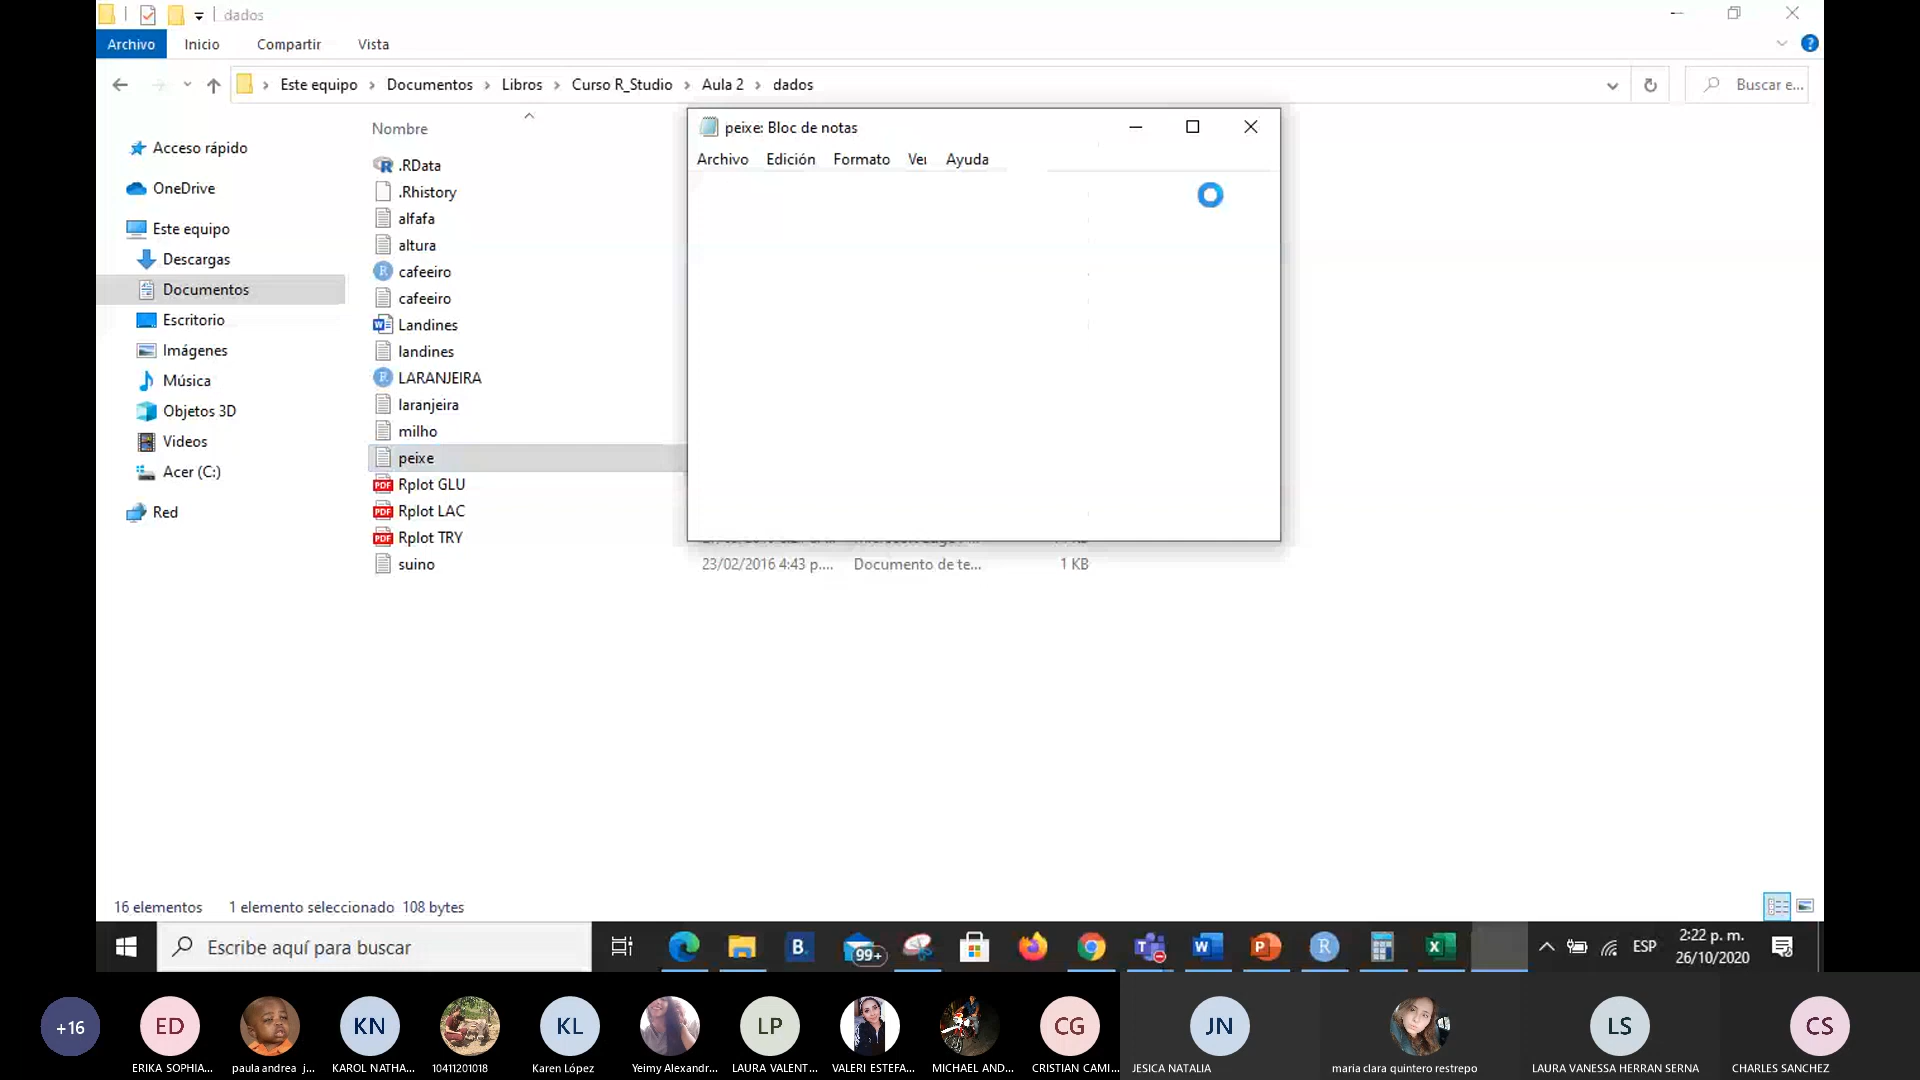 dados
Archivo Inicio Compartir Vista
Este equipo Documentos Libros Curso R_Studio Aula 2 dados
Buscar e...
Nombre
Acceso rápido
OneDrive
Este equipo
Descargas
Documentos
Escritorio
Imágenes
Música
Objetos 3D
Videos
Acer (C:)
Red
.RData
.Rhistory
alfafa
altura
cafeeiro
cafeeiro
Landines
landines
LARANJEIRA
laranjeira
milho
peixe
Rplot GLU
Rplot LAC
Rplot TRY
suino 23/02/2016 4:43 p.... Documento de te... 1 KB
peixe: Bloc de notas
Archivo Edición Formato Ver Ayuda
16 elementos 1 elemento seleccionado 108 bytes
Escribe aquí para buscar
B.
99+
ESP
2:22 p. m.
26/10/2020
+16
ED
KN
KL
LP
CG
JN
LS
CS
ERIKA SOPHIA...
paula andrea j...
KAROL NATHA...
10411201018
Karen López
Yeimy Alexandr...
LAURA VALENT...
VALERI ESTEFA...
MICHAEL AND...
CRISTIAN CAMI...
JESICA NATALIA
maria clara quintero restrepo
LAURA VANESSA HERRAN SERNA
CHARLES SANCHEZ